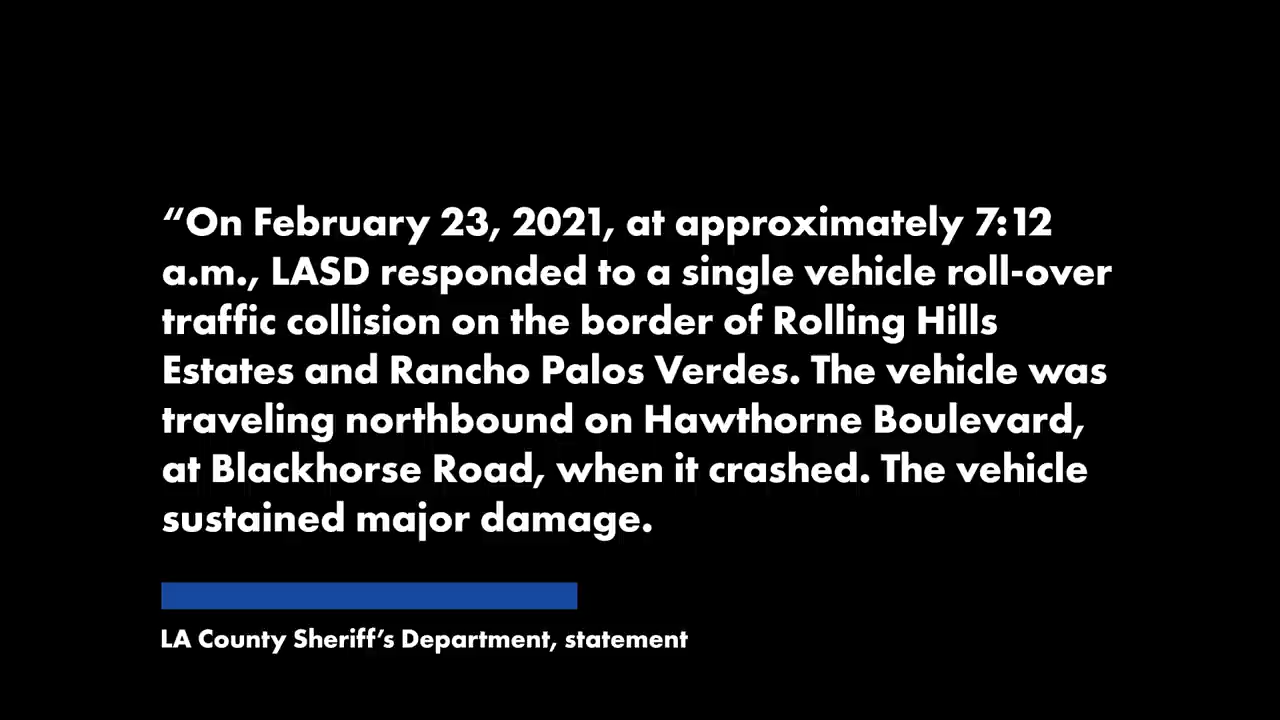 “On February 23, 2021, at approximately 7:12
a.m., LASD responded to a single vehicle roll-over
traffic collision on the border of Rolling Hills
Estates and Rancho Palos Verdes. The vehicle was
traveling northbound on Hawthorne Boulevard,
at Blackhorse Road, when it crashed. The vehicle
sustained major damage.
LA County Sheriff’s Department, statement